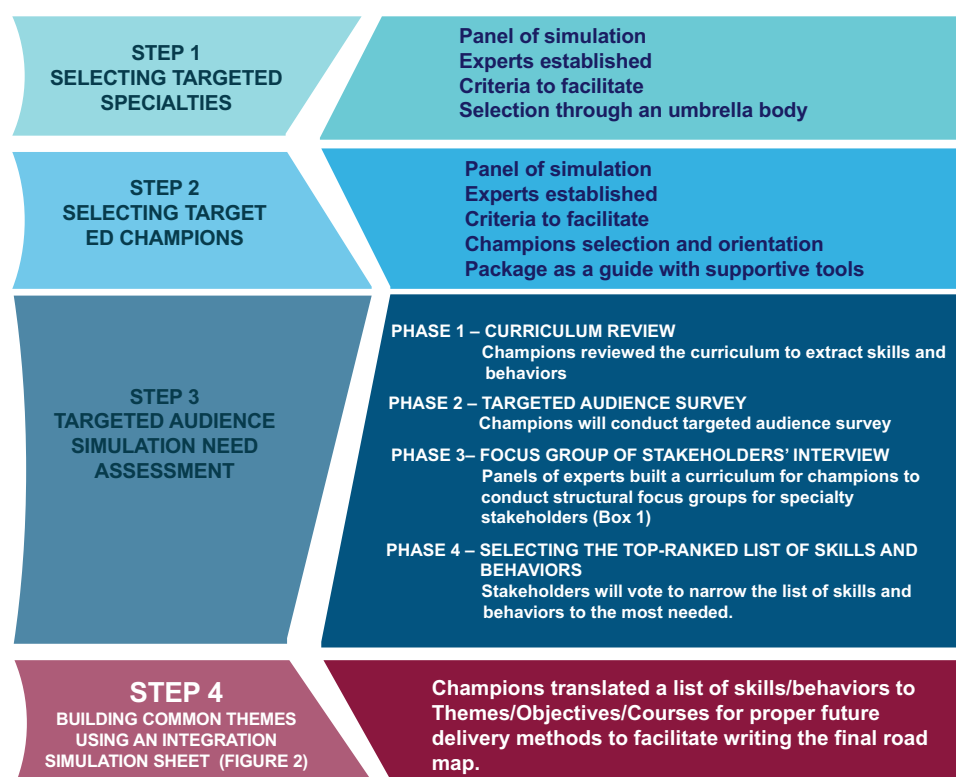 STEP 1
SELECTING TARGETED
SPECIALTIES
Panel of simulation
Experts established
Criteria to facilitate
Selection through an umbrella body
STEP 2
SELECTING TARGET
ED CHAMPIONS
Panel of simulation
Experts established
Criteria to facilitate
Champions selection and orientation
Package as a guide with supportive tools
STEP 3
TARGETED AUDIENCE
SIMULATION NEED
ASSESSMENT
PHASE 1 – CURRICULUM REVIEW
Champions reviewed the curriculum to extract skills and
behaviors
PHASE 2 – TARGETED AUDIENCE SURVEY
Champions will conduct targeted audience survey
PHASE 3– FOCUS GROUP OF STAKEHOLDERS’ INTERVIEW
Panels of experts built a curriculum for champions to
conduct structural focus groups for specialty
stakeholders (Box 1)
PHASE 4 – SELECTING THE TOP-RANKED LIST OF SKILLS AND
BEHAVIORS
Stakeholders will vote to narrow the list of skills and
behaviors to the most needed.
STEP 4
BUILDING COMMON THEMES
USING AN INTEGRATION
SIMULATION SHEET (FIGURE 2)
Champions translated a list of skills/behaviors to
Themes/Objectives/Courses for proper future
delivery methods to facilitate writing the final road
map.